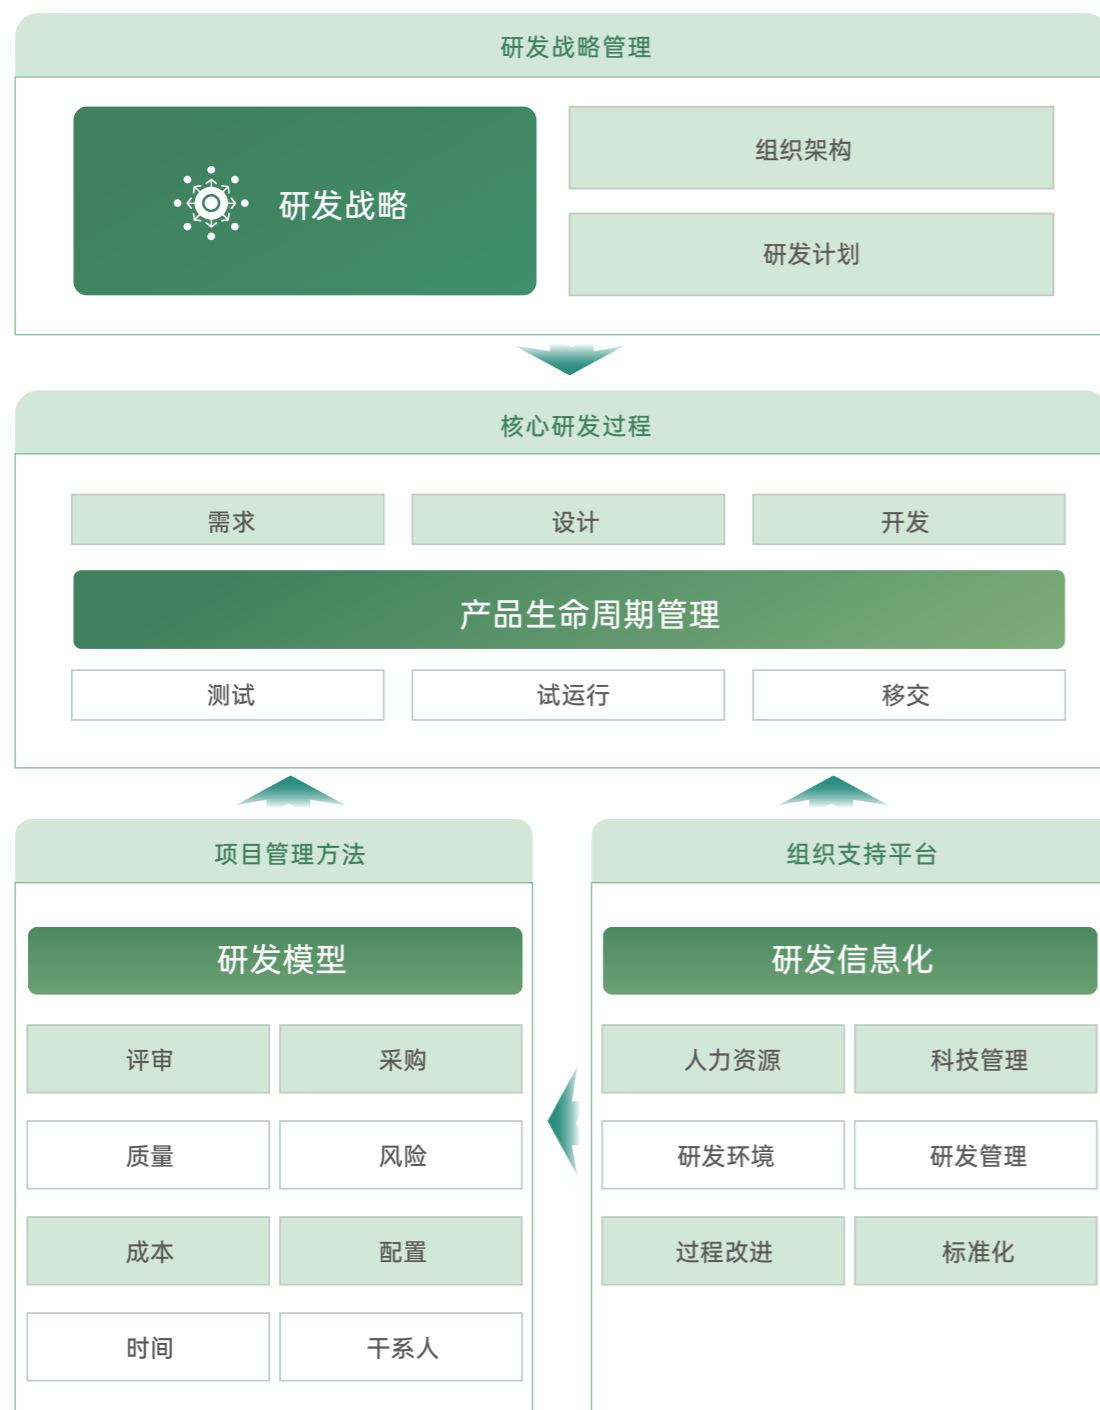 研发战略管理
研发战略
组织架构
研发计划
核心研发过程
需求
设计
开发
产品生命周期管理
测试
试运行
移交
项目管理方法
研发模型
评审
采购
质量
风险
成本
配置
时间
干系人
组织支持平台
研发信息化
人力资源
科技管理
研发环境
研发管理
过程改进
标准化